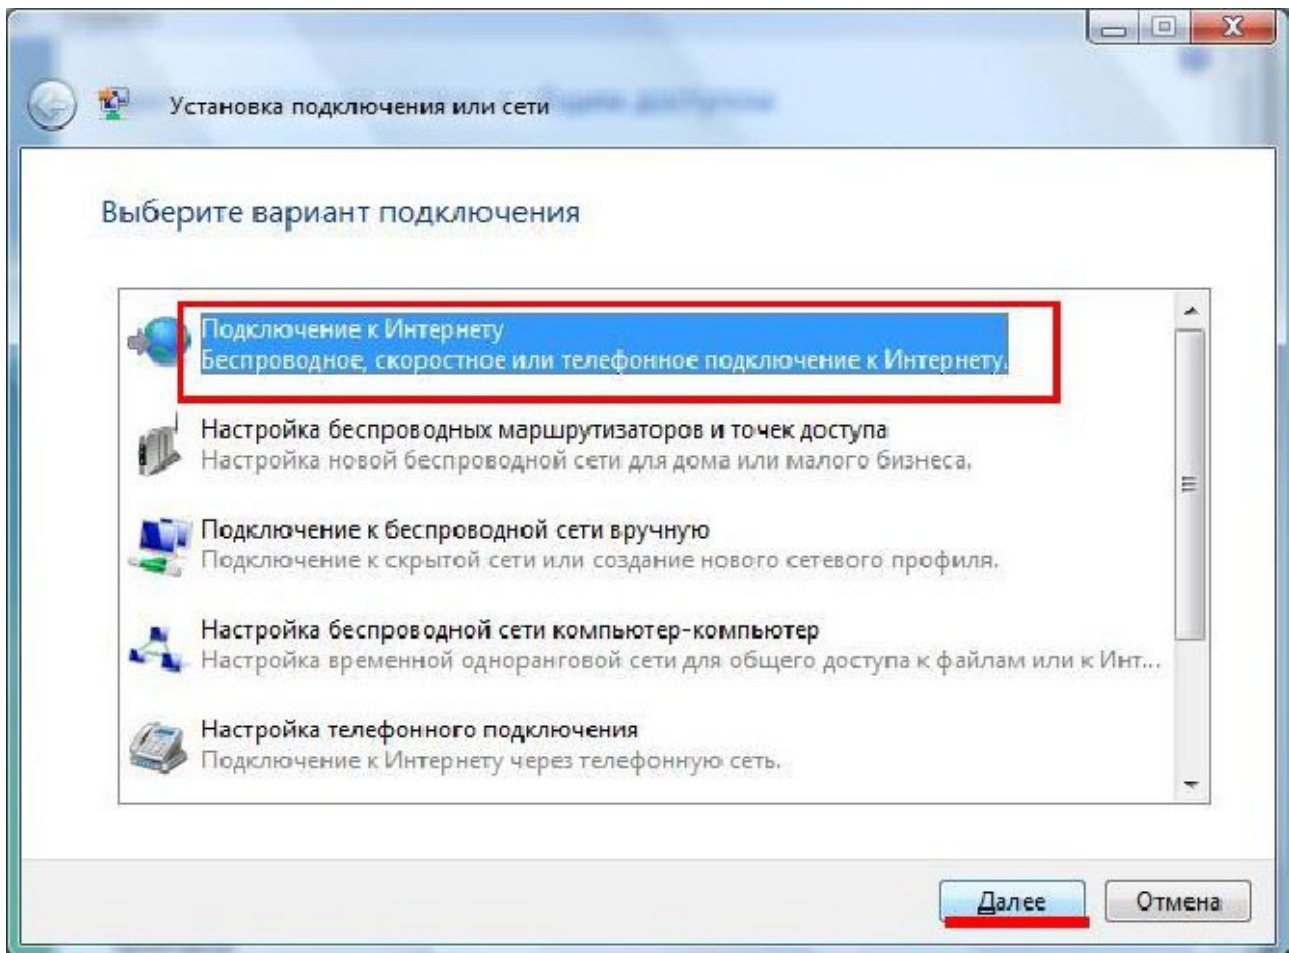 Установка подключения или сети
Выберите вариант подключения
Подключение к Интернету
Беспроводное, скоростное или телефонное подключение к Интернету.
Настройка беспроводных маршрутизаторов и точек доступа
Настройка новой беспроводной сети для дома или малого бизнеса.
Подключение к беспроводной сети вручную
Подключение к скрытой сети или создание нового сетевого профиля.
Настройка беспроводной сети компьютер-компьютер
Настройка временной одноранговой сети для общего доступа к файлам или к Инт...
Настройка телефонного подключения
Подключение к Интернету через телефонную сеть.
Далее
Отмена